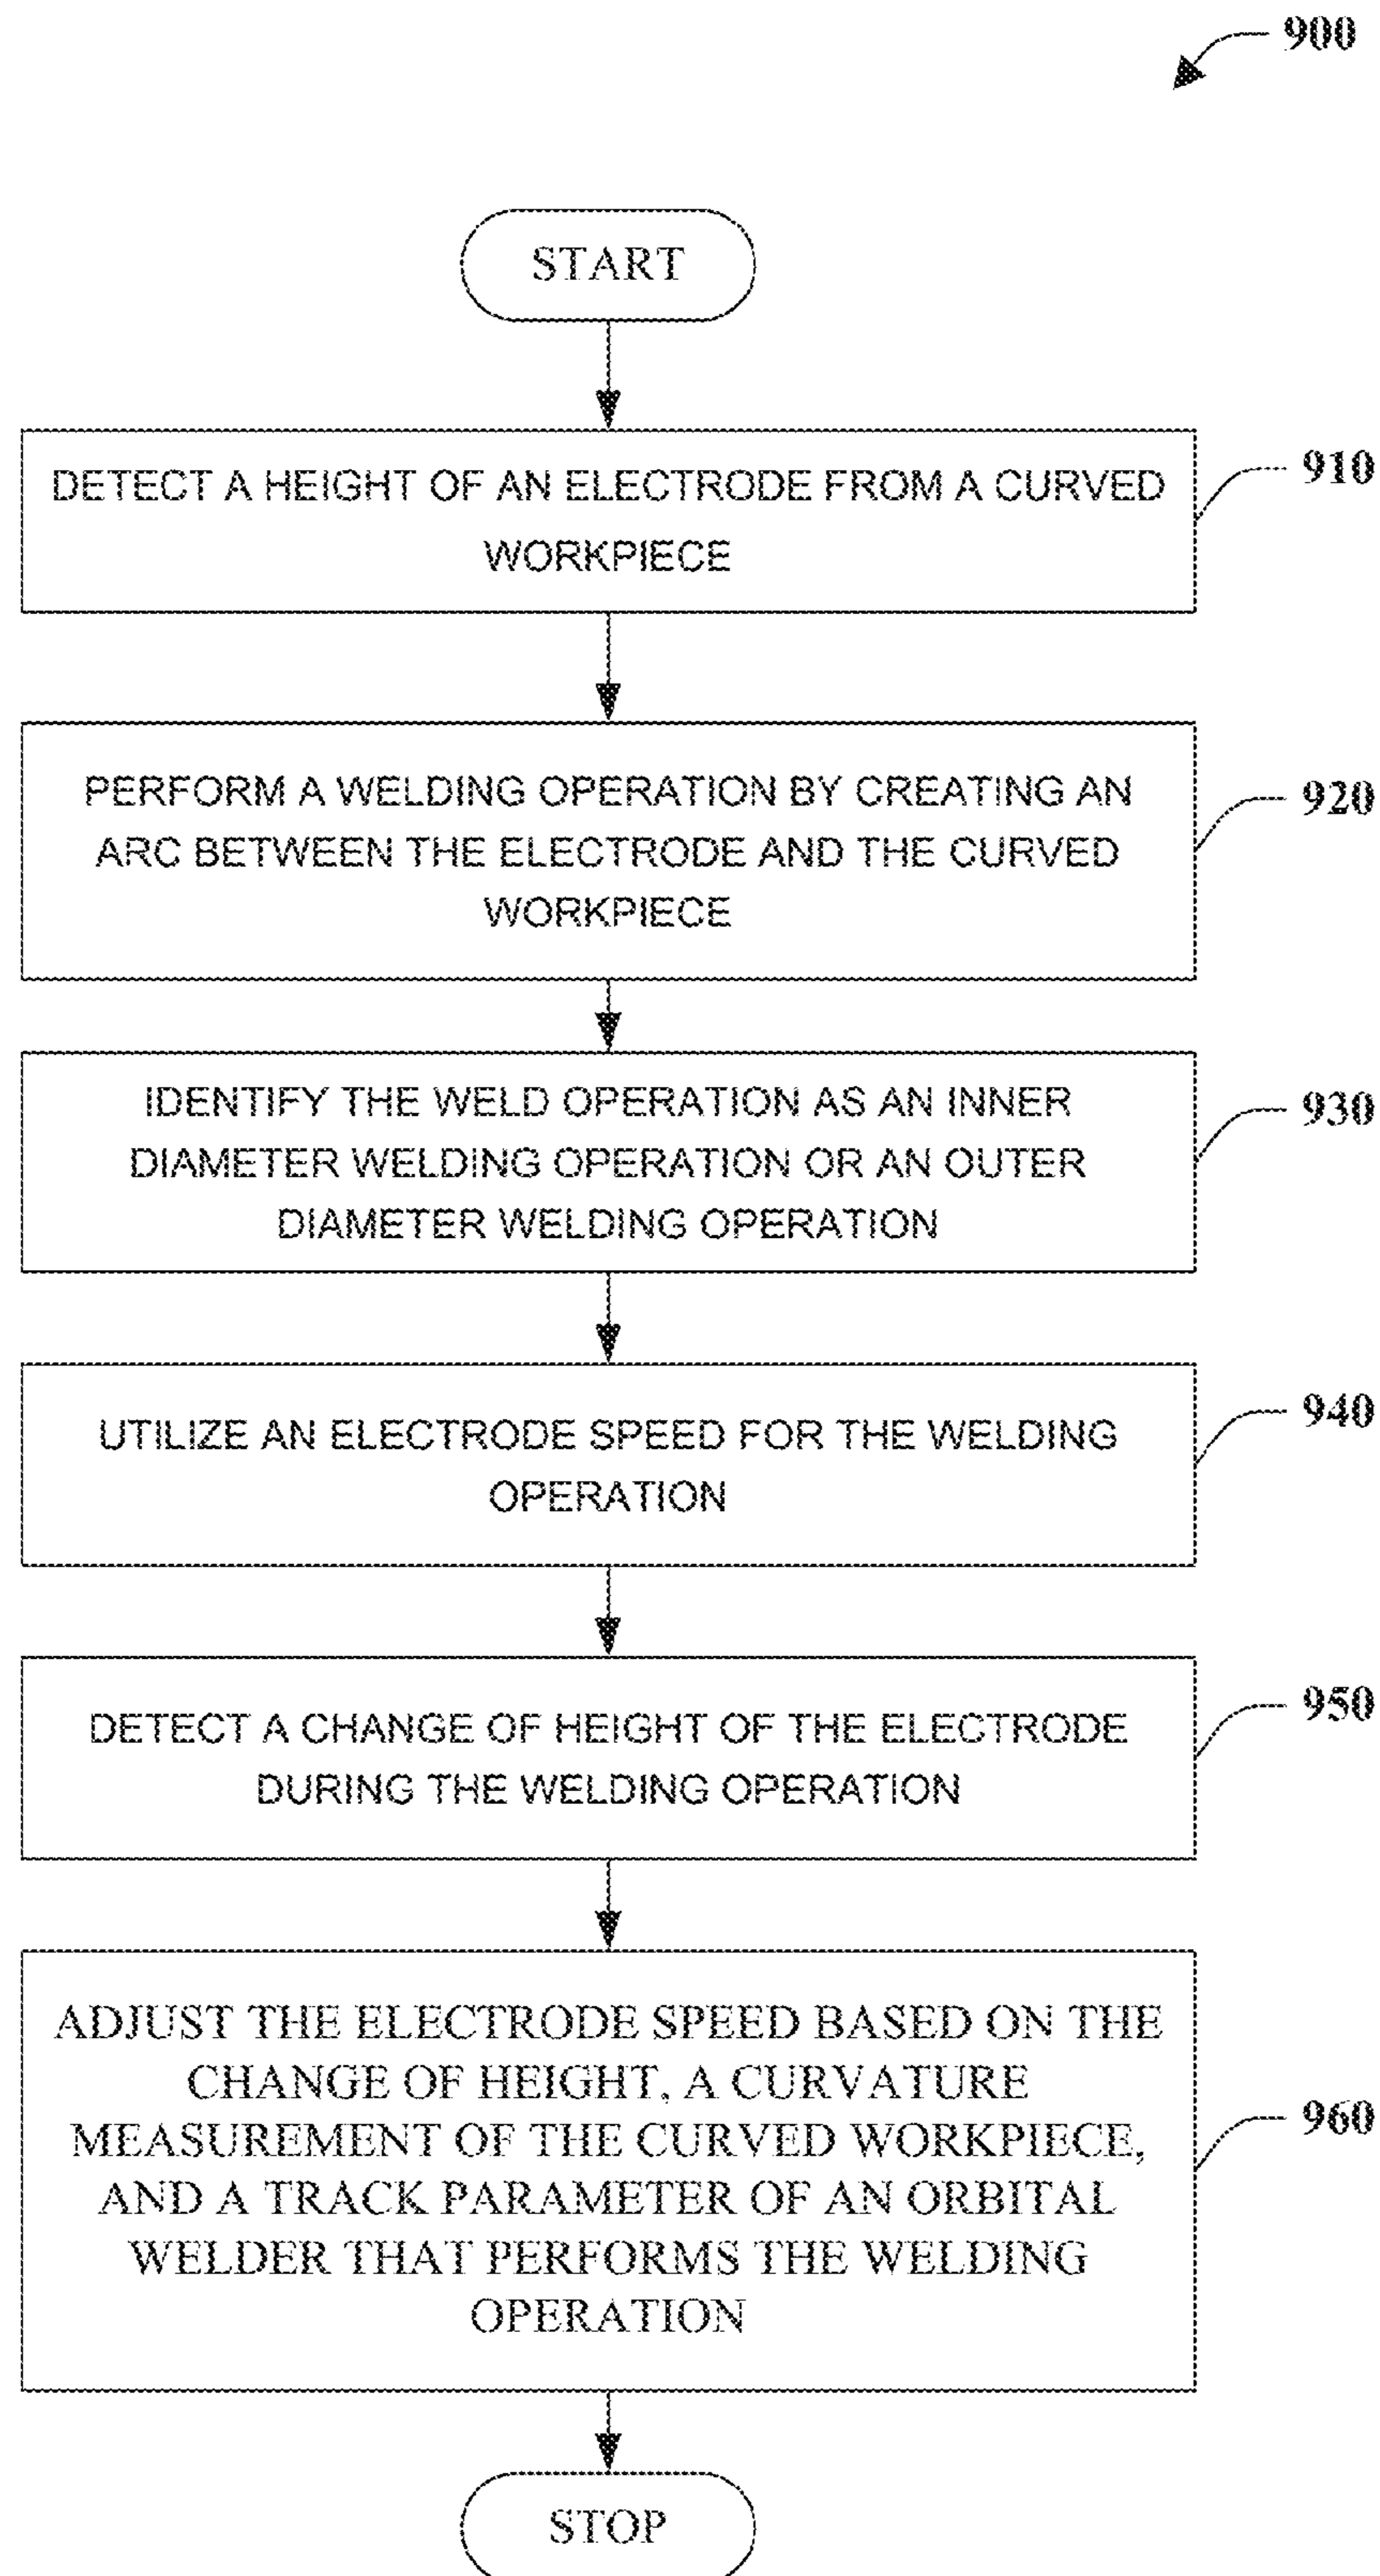 900
START
DETECT A HEIGHT OF AN ELECTRODE FROM A CURVED
WORKPIECE
910
PERFORM A WELDING OPERATION BY CREATING AN
ARC BETWEEN THE ELECTRODE AND THE CURVED
WORKPIECE
920
IDENTIFY THE WELD OPERATION AS AN INNER
DIAMETER WELDING OPERATION OR AN OUTER
DIAMETER WELDING OPERATION
930
UTILIZE AN ELECTRODE SPEED FOR THE WELDING
OPERATION
940
DETECT A CHANGE OF HEIGHT OF THE ELECTRODE
DURING THE WELDING OPERATION
950
ADJUST THE ELECTRODE SPEED BASED ON THE
CHANGE OF HEIGHT, A CURVATURE
MEASUREMENT OF THE CURVED WORKPIECE,
AND A TRACK PARAMETER OF AN ORBITAL
WELDER THAT PERFORMS THE WELDING
OPERATION
960
STOP